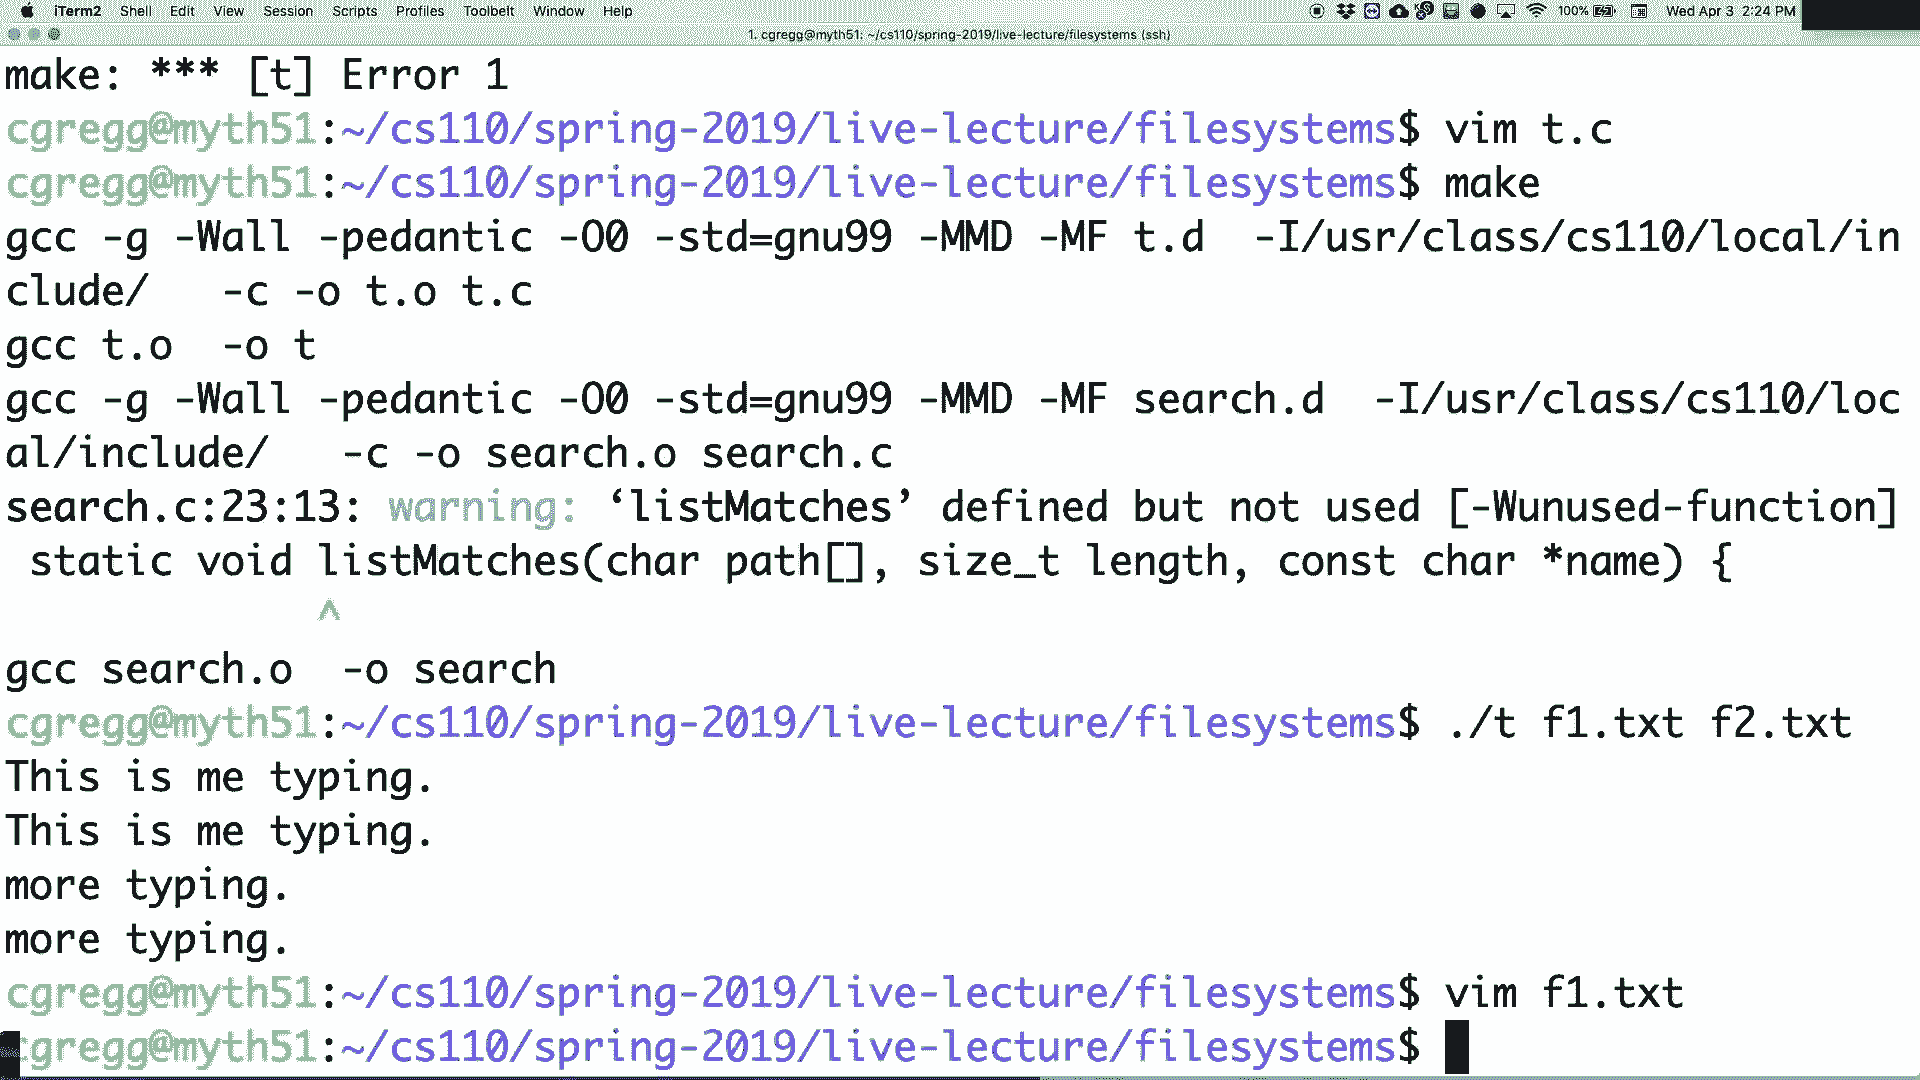 iTerm2 Shell Edit View Session Scripts Profiles Toolbelt Window Help 100% Wed Apr 3 2:24 PM
1. cgregg@myth51: ~/cs110/spring-2019/live-lecture/filesystems (ssh)
make: *** [t] Error 1
cgregg@myth51:~/cs110/spring-2019/live-lecture/filesystems$ vim t.c
cgregg@myth51:~/cs110/spring-2019/live-lecture/filesystems$ make
gcc -g -Wall -pedantic -O0 -std=gnu99 -MMD -MF t.d  -I/usr/class/cs110/local/in
clude/   -c -o t.o t.c
gcc t.o  -o t
gcc -g -Wall -pedantic -O0 -std=gnu99 -MMD -MF search.d  -I/usr/class/cs110/loc
al/include/   -c -o search.o search.c
search.c:23:13: warning: ‘listMatches’ defined but not used [-Wunused-function]
 static void listMatches(char path[], size_t length, const char *name) {
             ^
gcc search.o  -o search
cgregg@myth51:~/cs110/spring-2019/live-lecture/filesystems$ ./t f1.txt f2.txt
This is me typing.
This is me typing.
more typing.
more typing.
cgregg@myth51:~/cs110/spring-2019/live-lecture/filesystems$ vim f1.txt
cgregg@myth51:~/cs110/spring-2019/live-lecture/filesystems$